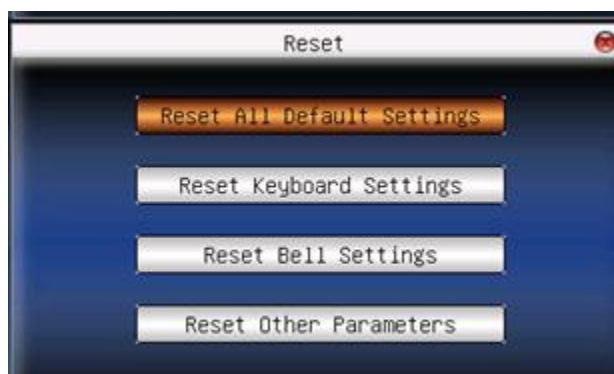 Reset
Reset All Default Settings
Reset Keyboard Settings
Reset Bell Settings
Reset Other Parameters